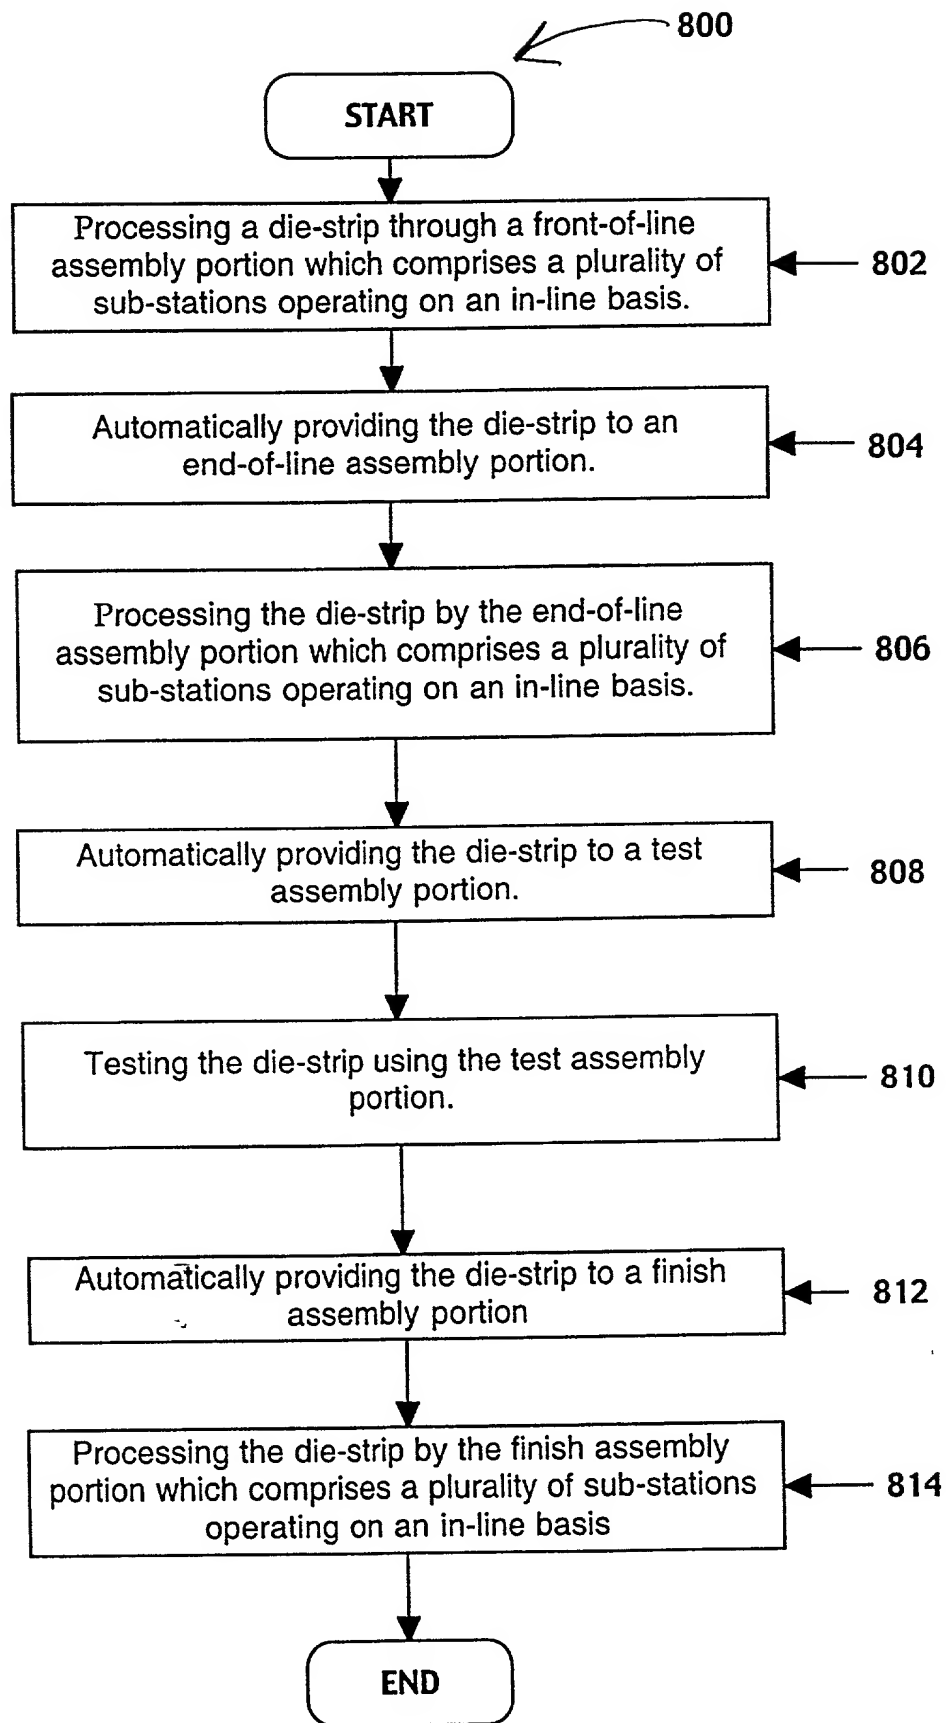 800
START
Processing a die-strip through a front-of-line
assembly portion which comprises a plurality of
sub-stations operating on an in-line basis.
802
Automatically providing the die-strip to an
end-of-line assembly portion.
804
Processing the die-strip by the end-of-line
assembly portion which comprises a plurality of
sub-stations operating on an in-line basis.
806
Automatically providing the die-strip to a test
assembly portion.
808
Testing the die-strip using the test assembly
portion.
810
Automatically providing the die-strip to a finish
assembly portion
812
Processing the die-strip by the finish assembly
portion which comprises a plurality of sub-stations
operating on an in-line basis
814
END